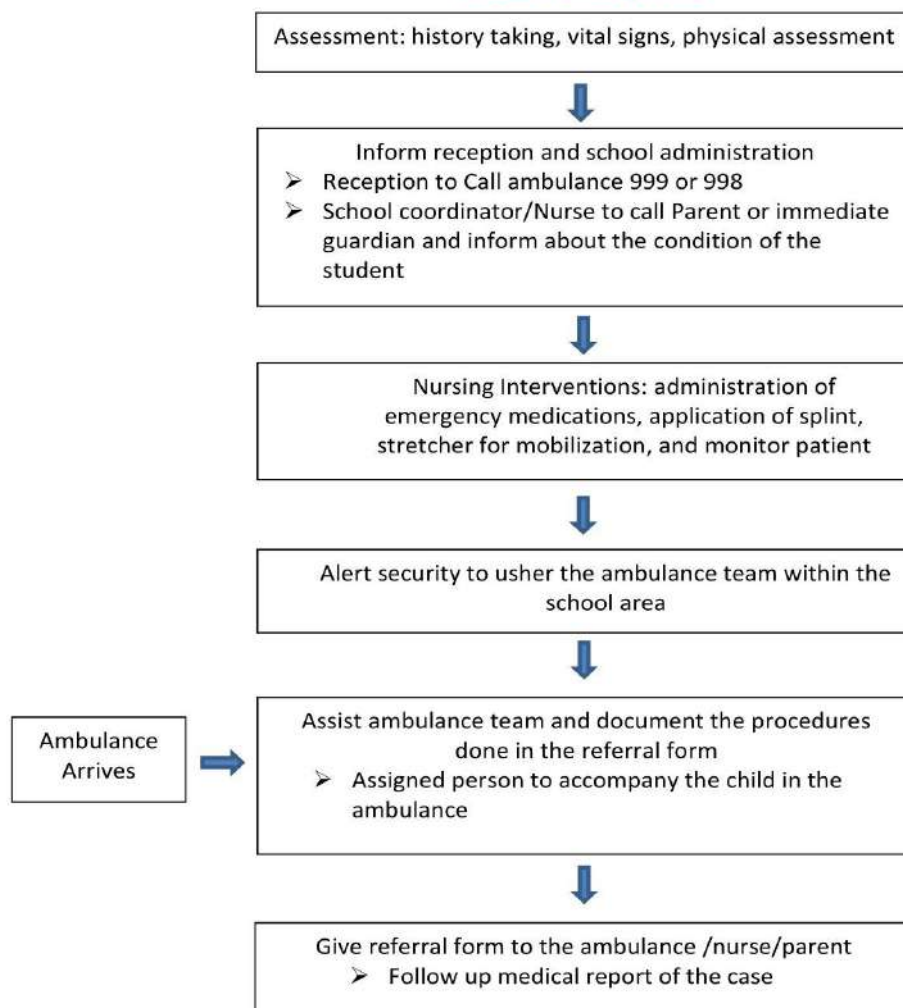 Assessment: history taking, vital signs, physical assessment
Inform reception and school administration
➢ Reception to Call ambulance 999 or 998
➢ School coordinator/Nurse to call Parent or immediate
guardian and inform about the condition of the
student
Nursing Interventions: administration of
emergency medications, application of splint,
stretcher for mobilization, and monitor patient
Alert security to usher the ambulance team within the
school area
Ambulance
Arrives
Assist ambulance team and document the procedures
done in the referral form
➢ Assigned person to accompany the child in the
ambulance
Give referral form to the ambulance /nurse/parent
➢ Follow up medical report of the case